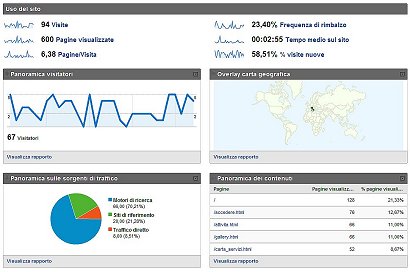 Uso del sito
94 Visite
600 Pagine visualizzate
6,38 Pagine/Visita
23,40% Frequenza di rimbalzo
00:02:55 Tempo medio sul sito
58,51% % visite nuove
Panoramica visitatori
67 Visitatori
Visualizza rapporto
Overlay carta geografica
Visualizza rapporto
Panoramica sulle sorgenti di traffico
Motori di ricerca
66,00 (70,21%)
Siti di riferimento
20,00 (21,28%)
Traffico diretto
8,00 (8,51%)
Visualizza rapporto
Panoramica dei contenuti
Pagine Pagine visualizz... % pagine visuali...
/ 128 21,33%
/accedere.html 76 12,67%
/attivita.html 66 11,00%
/gallery.html 66 11,00%
/carta_servizi.html 52 8,67%
Visualizza rapporto